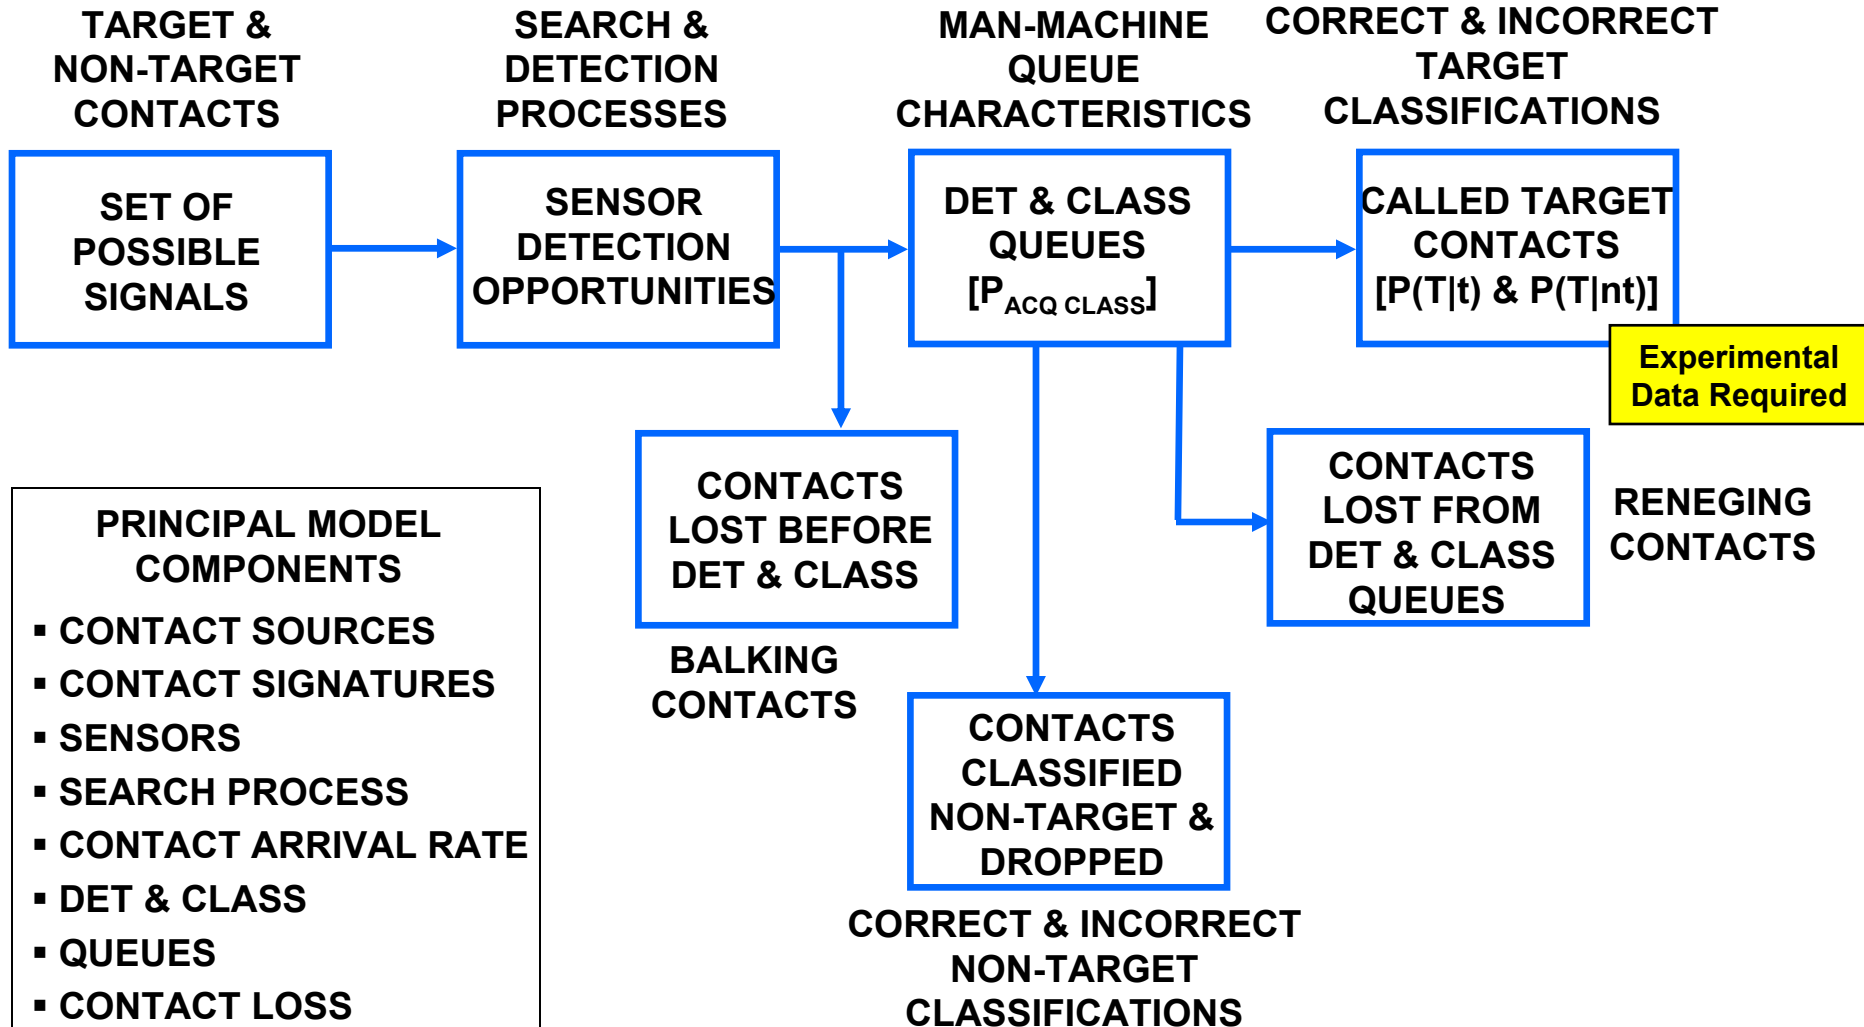 TARGET &
NON-TARGET
CONTACTS
SEARCH &
DETECTION
PROCESSES
MAN-MACHINE
QUEUE
CHARACTERISTICS
CORRECT & INCORRECT
TARGET
CLASSIFICATIONS
SET OF
POSSIBLE
SIGNALS
SENSOR
DETECTION
OPPORTUNITIES
DET & CLASS
QUEUES
[P_ACQ CLASS]
CALLED TARGET
CONTACTS
[P(T|t) & P(T|nt)]
Experimental
Data Required
CONTACTS
LOST BEFORE
DET & CLASS
BALKING
CONTACTS
CONTACTS
LOST FROM
DET & CLASS
QUEUES
RENEGING
CONTACTS
CONTACTS
CLASSIFIED
NON-TARGET &
DROPPED
CORRECT & INCORRECT
NON-TARGET
CLASSIFICATIONS
PRINCIPAL MODEL
COMPONENTS
▪ CONTACT SOURCES
▪ CONTACT SIGNATURES
▪ SENSORS
▪ SEARCH PROCESS
▪ CONTACT ARRIVAL RATE
▪ DET & CLASS
▪ QUEUES
▪ CONTACT LOSS